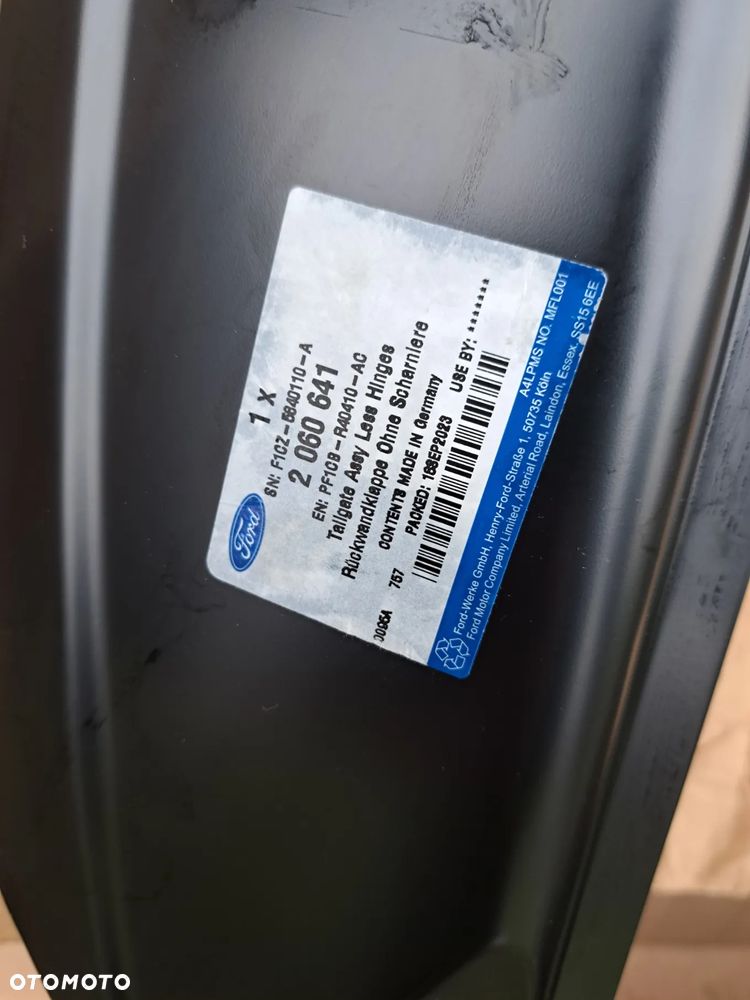 Ford
1 X
SN: F1CZ-5840110-A
2 060 641
EN: PF1CB-R40410-AC
Tailgate Assy Less Hinges
Rückwandklappe Ohne Scharniere
0095A 757 CONTENTS MADE IN Germany
PACKED: 18SEP2023 USE BY: *******
A4LPMS NO. MFL001
Ford-Werke GmbH, Henry-Ford-Straße 1, 50735 Köln
Ford Motor Company Limited, Arterial Road, Laindon, Essex, SS15 6EE
OTOMOTO